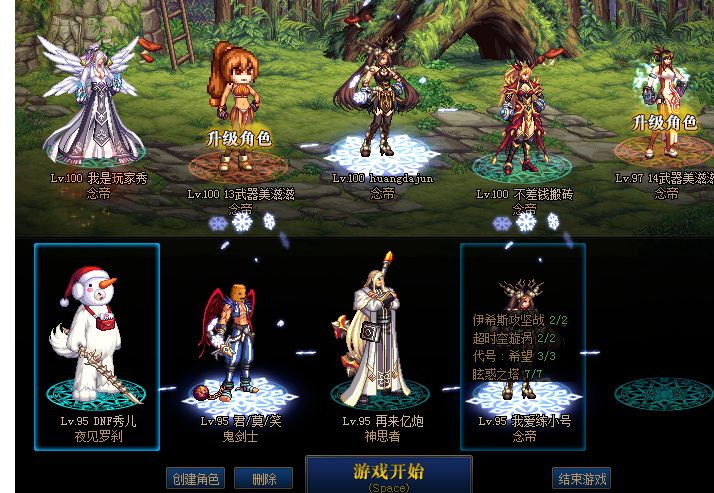 升级角色
升级角色
Lv.100 我是玩家秀
念帝
Lv.100 13武器美滋滋
念帝
Lv.100 huangdajun
念帝
Lv.100 不差钱搬砖
念帝
Lv.97 14武器美滋滋
念帝
伊希斯攻坚战 2/2
超时空漩涡 2/2
代号:希望 3/3
眩惑之塔 7/7
Lv.95 DNF秀儿
夜见罗刹
Lv.95 君/莫/笑
鬼剑士
Lv.95 再来亿炮
神思者
Lv.95 我爱练小号
念帝
创建角色
删除
游戏开始
(Space)
结束游戏